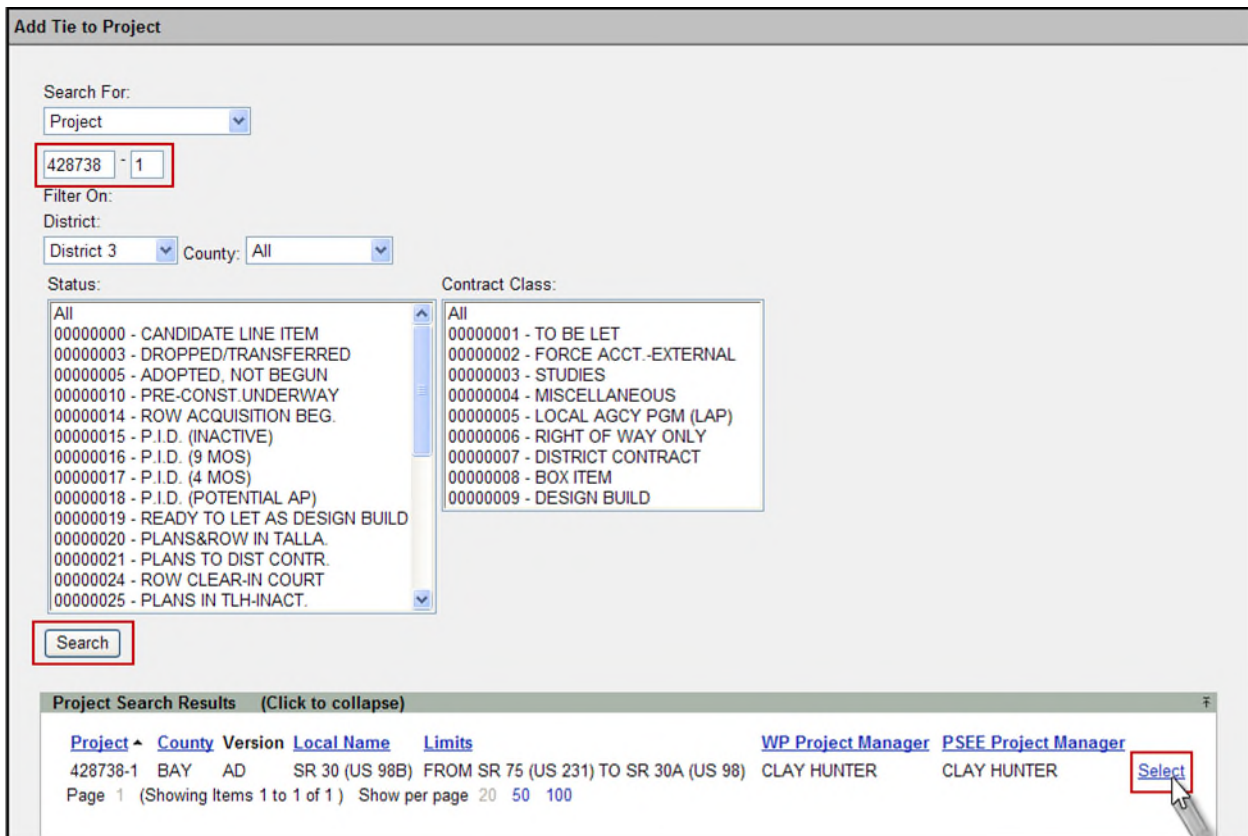 Add Tie to Project
Search For:
Project
428738 - 1
Filter On:
District:
District 3 County: All
Status: Contract Class:
All
00000000 - CANDIDATE LINE ITEM
00000003 - DROPPED/TRANSFERRED
00000005 - ADOPTED, NOT BEGUN
00000010 - PRE-CONST.UNDERWAY
00000014 - ROW ACQUISITION BEG.
00000015 - P.I.D. (INACTIVE)
00000016 - P.I.D. (9 MOS)
00000017 - P.I.D. (4 MOS)
00000018 - P.I.D. (POTENTIAL AP)
00000019 - READY TO LET AS DESIGN BUILD
00000020 - PLANS&ROW IN TALLA.
00000021 - PLANS TO DIST CONTR.
00000024 - ROW CLEAR-IN COURT
00000025 - PLANS IN TLH-INACT.
All
00000001 - TO BE LET
00000002 - FORCE ACCT.-EXTERNAL
00000003 - STUDIES
00000004 - MISCELLANEOUS
00000005 - LOCAL AGCY PGM (LAP)
00000006 - RIGHT OF WAY ONLY
00000007 - DISTRICT CONTRACT
00000008 - BOX ITEM
00000009 - DESIGN BUILD
Search
Project Search Results (Click to collapse)
Project County Version Local Name Limits WP Project Manager PSEE Project Manager
428738-1 BAY AD SR 30 (US 98B) FROM SR 75 (US 231) TO SR 30A (US 98) CLAY HUNTER CLAY HUNTER Select
Page 1 (Showing Items 1 to 1 of 1 ) Show per page 20 50 100